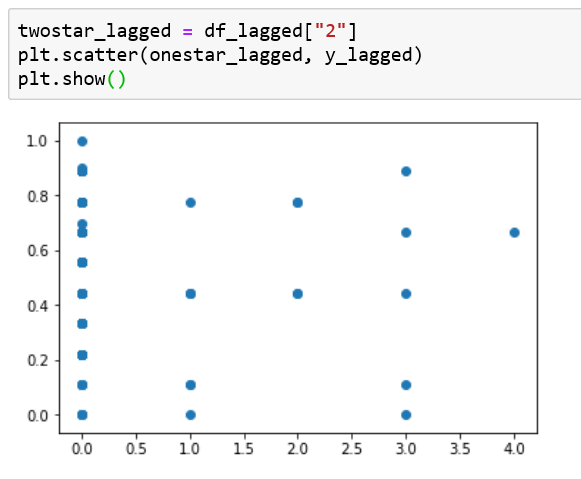 twostar_lagged = df_lagged["2"]
plt.scatter(onestar_lagged, y_lagged)
plt.show()
1.0
0.8
0.6
0.4
0.2
0.0
0.0 0.5 1.0 1.5 2.0 2.5 3.0 3.5 4.0